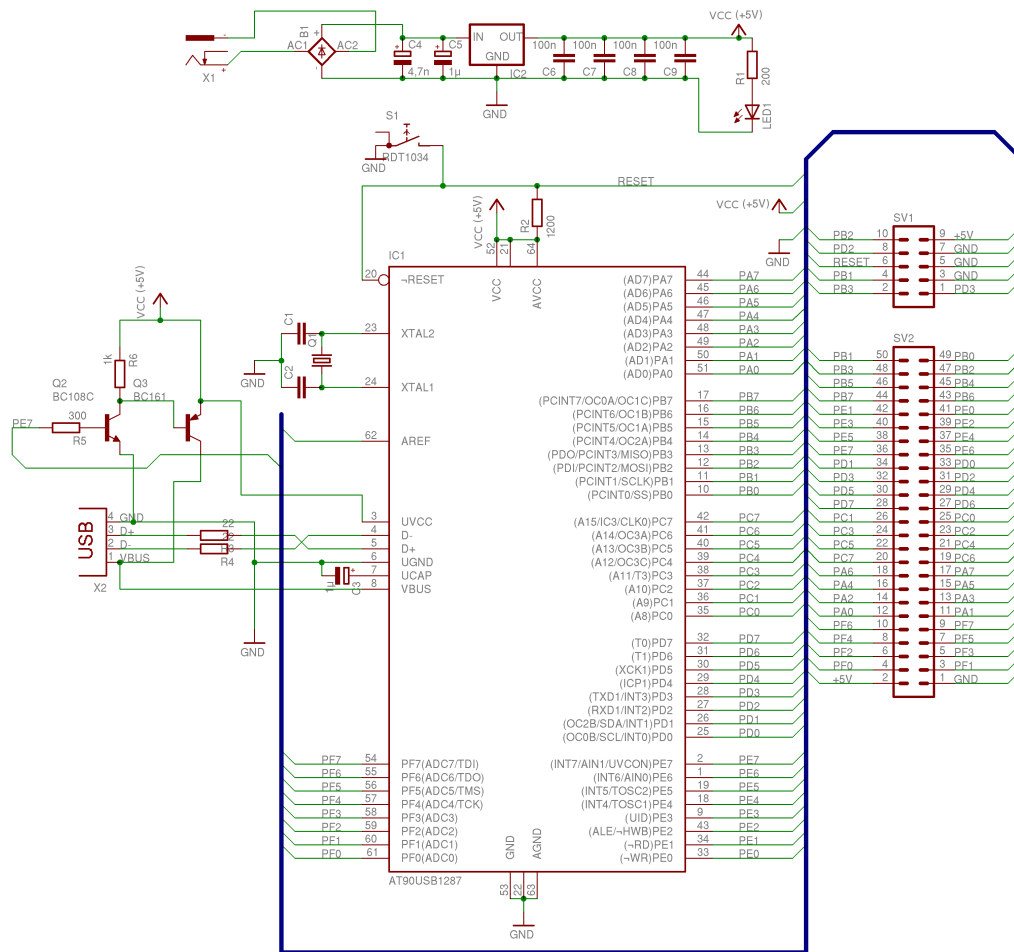 VCC (+5V)
B1
AC1
AC2
X1
C4
4,7n
C5
1µ
IN
OUT
GND
IC2
100n
100n
100n
100n
C6
C7
C8
C9
R1
200
LED1
GND
S1
GND
RDT1034
RESET
VCC (+5V)
GND
VCC (+5V)
R2
1200
52
21
64
IC1
VCC
AVCC
20
¬RESET
23
XTAL2
24
XTAL1
62
AREF
3
UVCC
4
D-
5
D+
6
UGND
7
UCAP
8
VBUS
C1
C2
Q1
GND
VCC (+5V)
1k
R6
Q2
BC108C
Q3
BC161
PE7
300
R5
USB
X2
4
GND
3
D+
2
D-
1
VBUS
22
22
R3
R4
1µ
C3
GND
PF7 54 PF7(ADC7/TDI)
PF6 55 PF6(ADC6/TDO)
PF5 56 PF5(ADC5/TMS)
PF4 57 PF4(ADC4/TCK)
PF3 58 PF3(ADC3)
PF2 59 PF2(ADC2)
PF1 60 PF1(ADC1)
PF0 61 PF0(ADC0)
(AD7)PA7 44 PA7
(AD6)PA6 45 PA6
(AD5)PA5 46 PA5
(AD4)PA4 47 PA4
(AD3)PA3 48 PA3
(AD2)PA2 49 PA2
(AD1)PA1 50 PA1
(AD0)PA0 51 PA0
(PCINT7/OC0A/OC1C)PB7 17 PB7
(PCINT6/OC1B)PB6 16 PB6
(PCINT5/OC1A)PB5 15 PB5
(PCINT4/OC2A)PB4 14 PB4
(PDO/PCINT3/MISO)PB3 13 PB3
(PDI/PCINT2/MOSI)PB2 12 PB2
(PCINT1/SCLK)PB1 11 PB1
(PCINT0/SS)PB0 10 PB0
(A15/IC3/CLK0)PC7 42 PC7
(A14/OC3A)PC6 41 PC6
(A13/OC3B)PC5 40 PC5
(A12/OC3C)PC4 39 PC4
(A11/T3)PC3 38 PC3
(A10)PC2 37 PC2
(A9)PC1 36 PC1
(A8)PC0 35 PC0
(T0)PD7 32 PD7
(T1)PD6 31 PD6
(XCK1)PD5 30 PD5
(ICP1)PD4 29 PD4
(TXD1/INT3)PD3 28 PD3
(RXD1/INT2)PD2 27 PD2
(OC2B/SDA/INT1)PD1 26 PD1
(OC0B/SCL/INT0)PD0 25 PD0
(INT7/AIN1/UVCON)PE7 2 PE7
(INT6/AIN0)PE6 1 PE6
(INT5/TOSC2)PE5 19 PE5
(INT4/TOSC1)PE4 18 PE4
(UID)PE3 9 PE3
(ALE/¬HWB)PE2 43 PE2
(¬RD)PE1 34 PE1
(¬WR)PE0 33 PE0
GND
AGND
AT90USB1287
53
22
63
GND
SV1
PB2 10 9 +5V
PD2 8 7 GND
RESET 6 5 GND
PB1 4 3 GND
PB3 2 1 PD3
SV2
PB1 50 49 PB0
PB3 48 47 PB2
PB5 46 45 PB4
PB7 44 43 PB6
PE1 42 41 PE0
PE3 40 39 PE2
PE5 38 37 PE4
PE7 36 35 PE6
PD1 34 33 PD0
PD3 32 31 PD2
PD5 30 29 PD4
PD7 28 27 PD6
PC1 26 25 PC0
PC3 24 23 PC2
PC5 22 21 PC4
PC7 20 19 PC6
PA6 18 17 PA7
PA4 16 15 PA5
PA2 14 13 PA3
PA0 12 11 PA1
PF6 10 9 PF7
PF4 8 7 PF5
PF2 6 5 PF3
PF0 4 3 PF1
+5V 2 1 GND